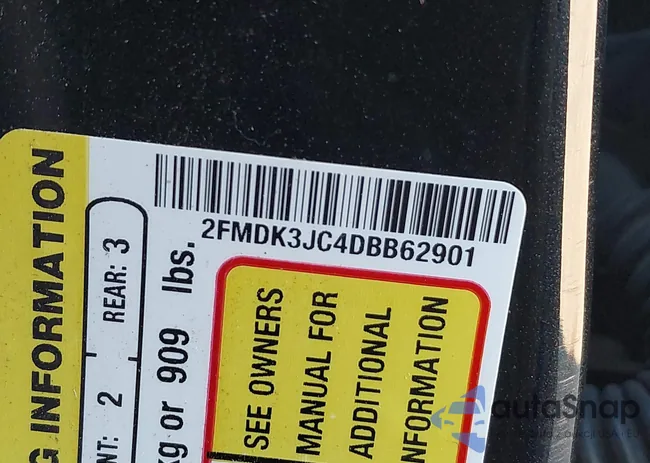 2FMDK3JC4DBB62901
G INFORMATION
NT: 2 REAR: 3
kg or 909 lbs.
SEE OWNERS
MANUAL FOR
ADDITIONAL
NFORMATION
autoSnap